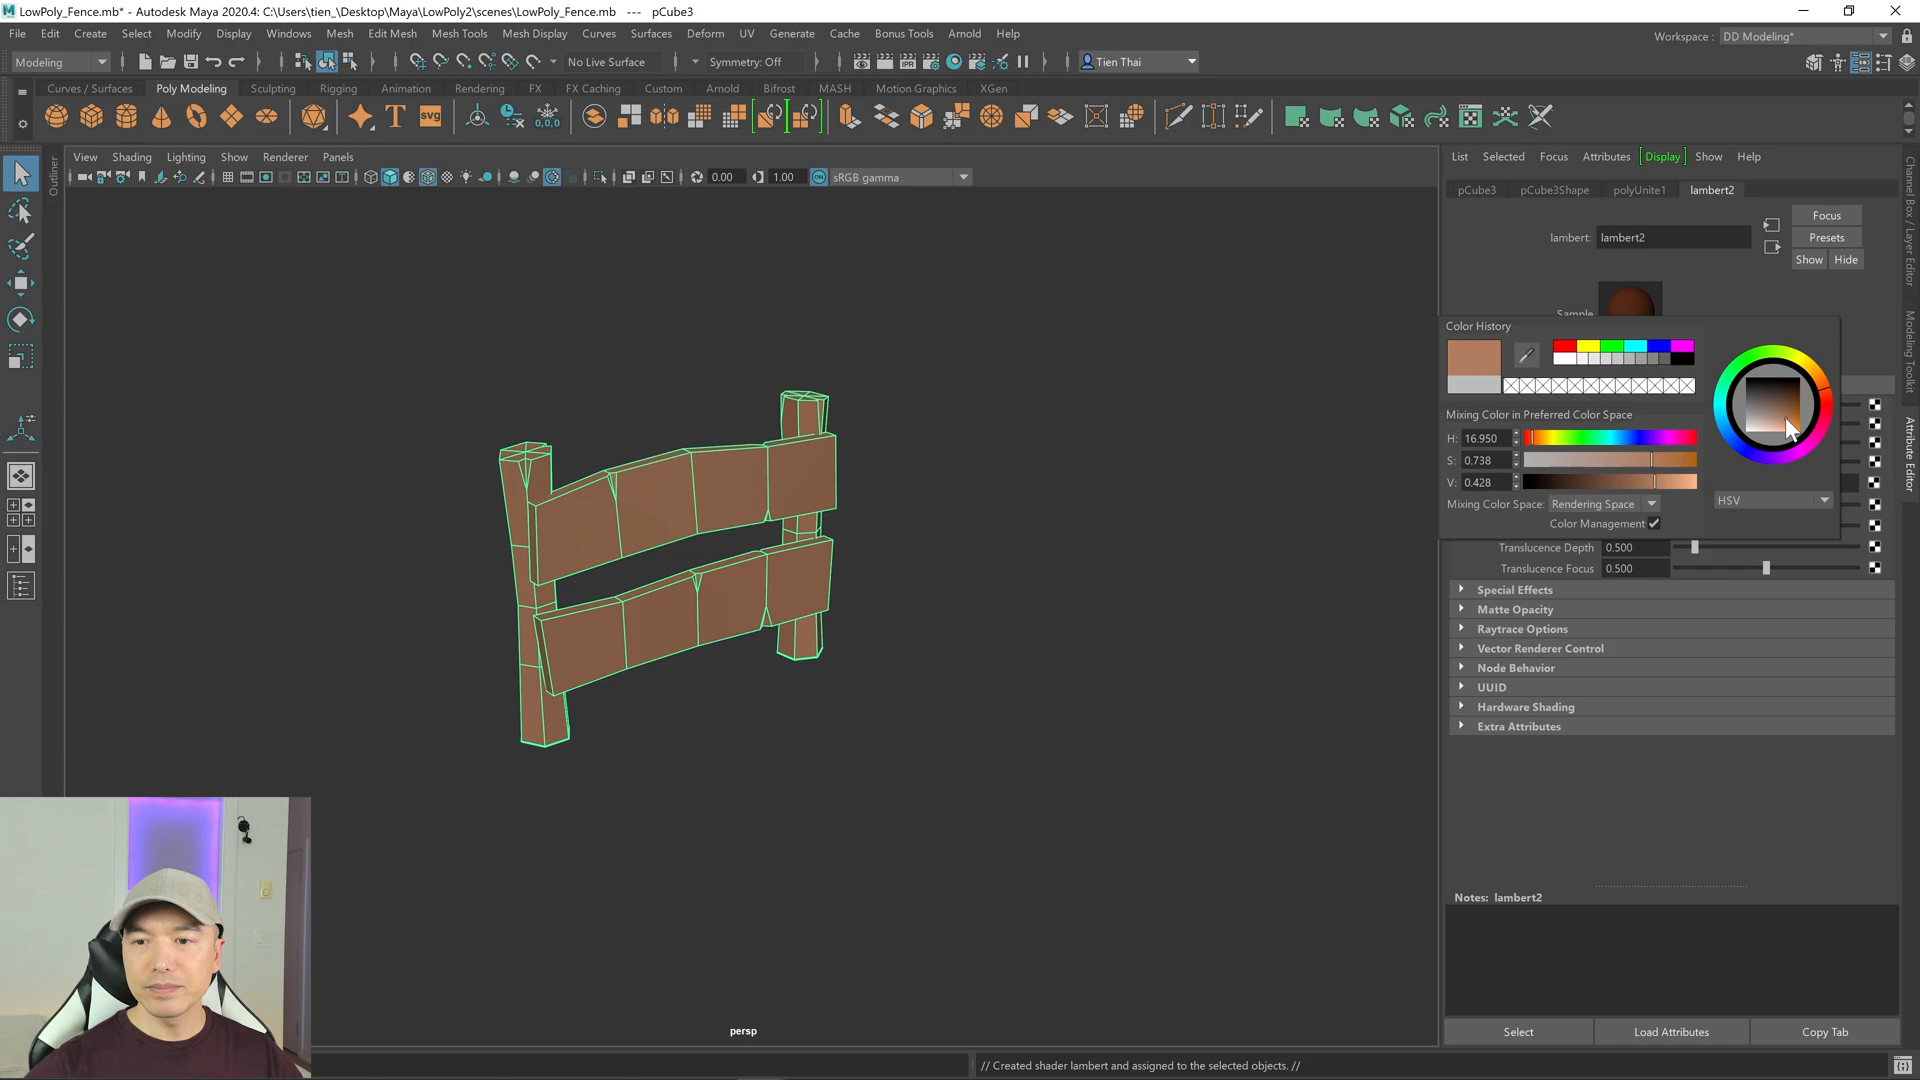 LowPoly_Fence.mb* - Autodesk Maya 2020.4: C:\Users\tien_\Desktop\Maya\LowPoly2\scenes\LowPoly_Fence.mb --- pCube3
File Edit Create Select Modify Display Windows Mesh Edit Mesh Mesh Tools Mesh Display Curves Surfaces Deform UV Generate Cache Bonus Tools Arnold Help
Workspace : DD Modeling*
Modeling No Live Surface Symmetry: Off Tien Thai
Curves / Surfaces Poly Modeling Sculpting Rigging Animation Rendering FX FX Caching Custom Arnold Bifrost MASH Motion Graphics XGen
T svg 0,0,0
View Shading Lighting Show Renderer Panels
0.00 1.00 ON sRGB gamma
Outliner
persp
List Selected Focus Attributes Display Show Help
pCube3 pCube3Shape polyUnite1 lambert2
lambert: lambert2
Focus
Presets
Show Hide
Sample
Color History
Mixing Color in Preferred Color Space
H: 16.950
S: 0.738
V: 0.428
HSV
Mixing Color Space: Rendering Space
Color Management
Translucence Depth 0.500
Translucence Focus 0.500
Special Effects
Matte Opacity
Raytrace Options
Vector Renderer Control
Node Behavior
UUID
Hardware Shading
Extra Attributes
Notes: lambert2
Select Load Attributes Copy Tab
Channel Box / Layer Editor
Modeling Toolkit
Attribute Editor
// Created shader lambert and assigned to the selected objects. //